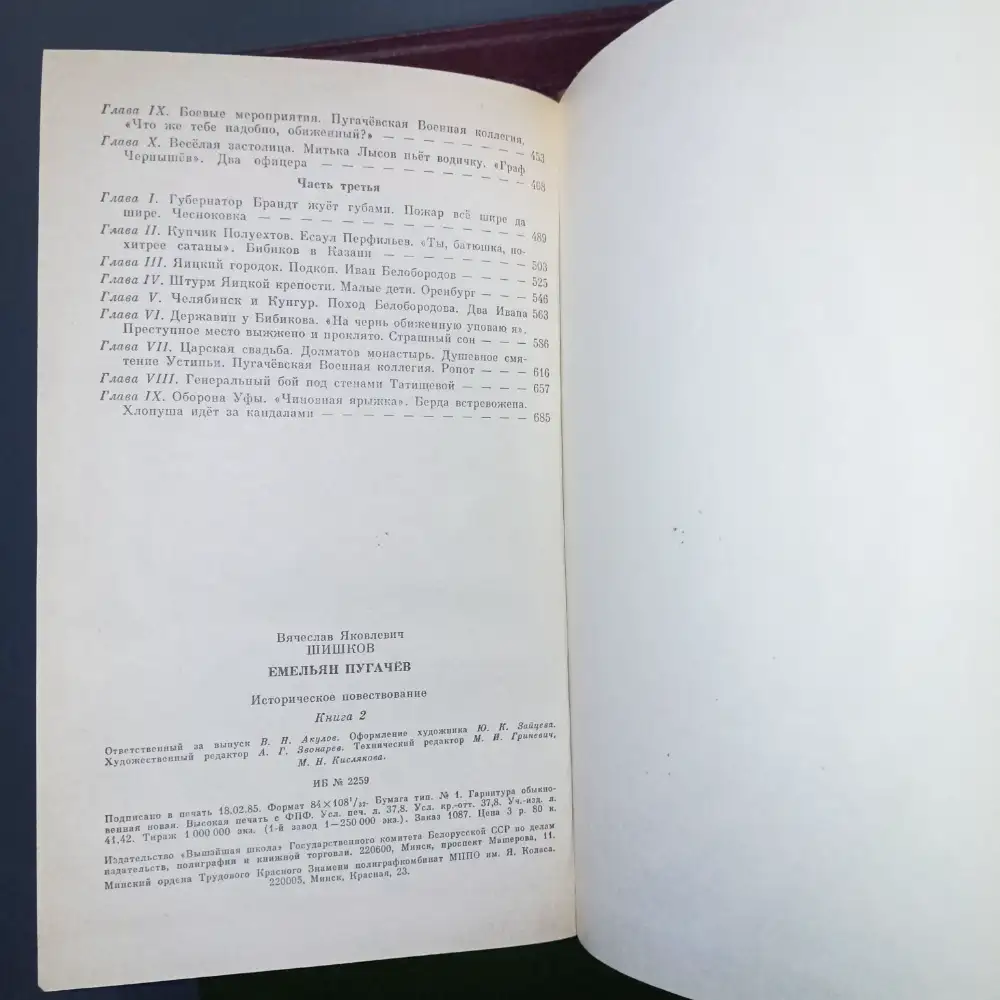 Глава IX. Боевые мероприятия. Пугачёвская Военная коллегия.
«Что же тебе надобно, обиженный?» — — — — — — — — — 453
Глава X. Весёлая застолица. Митька Лысов пьёт водичку. «Граф
Чернышёв». Два офицера — — — — — — — — — — — — 468
Часть третья
Глава I. Губернатор Брандт жуёт губами. Пожар всё шире да
шире. Чесноковка — — — — — — — — — — — — — — — 489
Глава II. Купчик Полуехтов. Есаул Перфильев. «Ты, батюшка, по-
хитрее сатаны». Бибиков в Казани — — — — — — — — — 503
Глава III. Яицкий городок. Подкоп. Иван Белобородов — — — — 525
Глава IV. Штурм Яицкой крепости. Малые дети. Оренбург — — — 546
Глава V. Челябинск и Кунгур. Поход Белобородова. Два Ивана 563
Глава VI. Державин у Бибикова. «На чернь обиженную уповаю я».
Преступное место выжжено и проклято. Страшный сон — — — 586
Глава VII. Царская свадьба. Долматов монастырь. Душевное смя-
тение Устиньи. Пугачёвская Военная коллегия. Ропот — — — 616
Глава VIII. Генеральный бой под стенами Татищевой — — — — 657
Глава IX. Оборона Уфы. «Чиновная ярыжка». Берда встревожена.
Хлопуша идёт за кандалами — — — — — — — — — — — 685
Вячеслав Яковлевич
ШИШКОВ
ЕМЕЛЬЯН ПУГАЧЁВ
Историческое повествование
Книга 2
Ответственный за выпуск В. Н. Акулов. Оформление художника Ю. К. Зайцева.
Художественный редактор А. Г. Звонарев. Технический редактор М. И. Гриневич,
М. Н. Кислякова.
ИБ № 2259
Подписано в печать 18.02.85. Формат 84×108¹/₃₂. Бумага тип. № 1. Гарнитура обыкно-
венная новая. Высокая печать с ФПФ. Усл. печ. л. 37,8. Усл. кр.-отт. 37,8. Уч.-изд. л.
41,42. Тираж 1 000 000 экз. (1-й завод 1—250 000 экз.). Заказ 1087. Цена 3 р. 80 к.
Издательство «Вышэйшая школа» Государственного комитета Белорусской ССР по делам
издательств, полиграфии и книжной торговли. 220600, Минск, проспект Машерова, 11.
Минский ордена Трудового Красного Знамени полиграфкомбинат МППО им. Я. Коласа.
220005, Минск, Красная, 23.